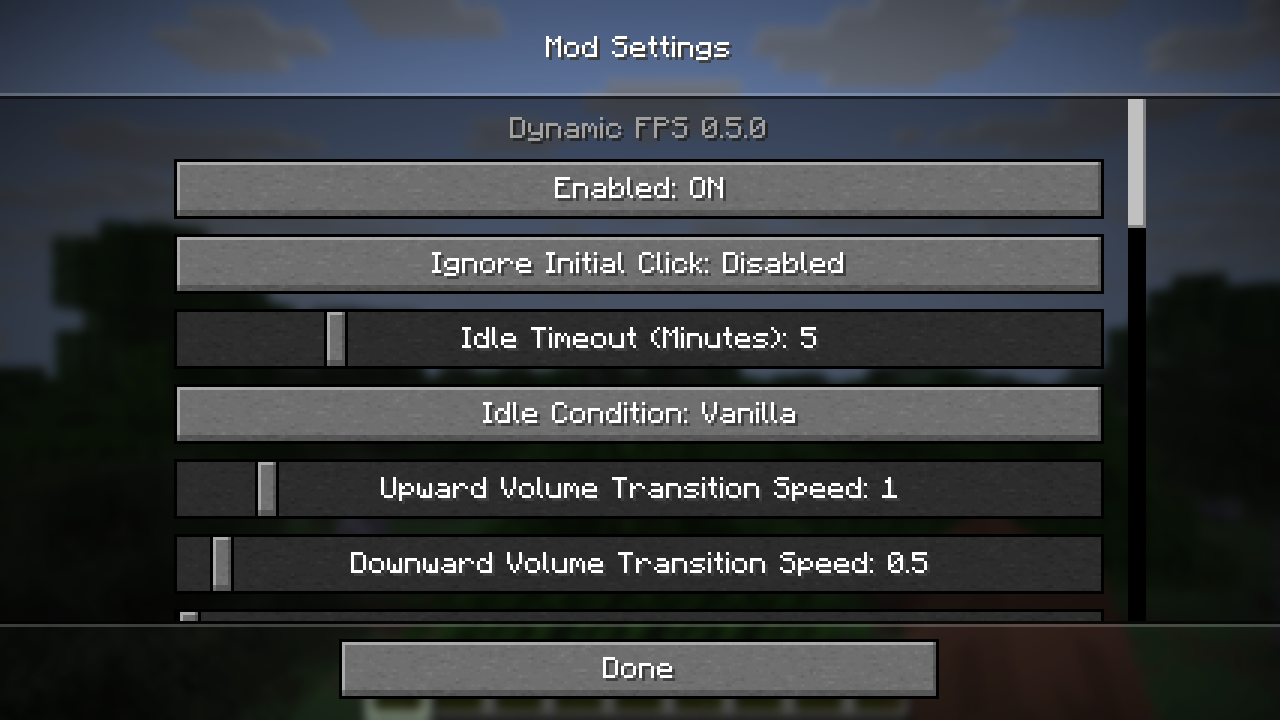 Mod Settings
Dynamic FPS 0.5.0
Enabled: ON
Ignore Initial Click: Disabled
Idle Timeout (Minutes): 5
Idle Condition: Vanilla
Upward Volume Transition Speed: 1
Downward Volume Transition Speed: 0.5
Done